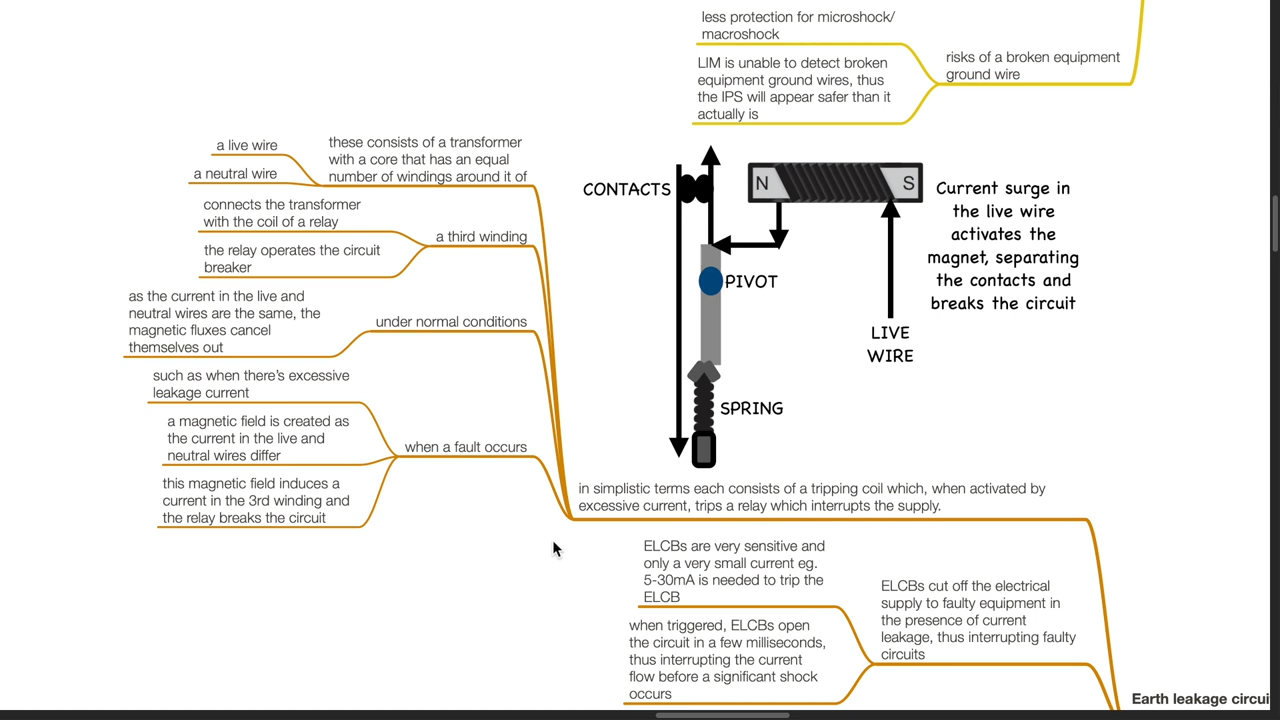 less protection for microshock/
macroshock
LIM is unable to detect broken
equipment ground wires, thus
the IPS will appear safer than it
actually is
risks of a broken equipment
ground wire
a live wire
a neutral wire
these consists of a transformer
with a core that has an equal
number of windings around it of
connects the transformer
with the coil of a relay
the relay operates the circuit
breaker
a third winding
as the current in the live and
neutral wires are the same, the
magnetic fluxes cancel
themselves out
under normal conditions
such as when there's excessive
leakage current
a magnetic field is created as
the current in the live and
neutral wires differ
this magnetic field induces a
current in the 3rd winding and
the relay breaks the circuit
when a fault occurs
CONTACTS
N
S
PIVOT
SPRING
LIVE
WIRE
Current surge in
the live wire
activates the
magnet, separating
the contacts and
breaks the circuit
in simplistic terms each consists of a tripping coil which, when activated by
excessive current, trips a relay which interrupts the supply.
ELCBs are very sensitive and
only a very small current eg.
5-30mA is needed to trip the
ELCB
when triggered, ELCBs open
the circuit in a few milliseconds,
thus interrupting the current
flow before a significant shock
occurs
ELCBs cut off the electrical
supply to faulty equipment in
the presence of current
leakage, thus interrupting faulty
circuits
Earth leakage circui